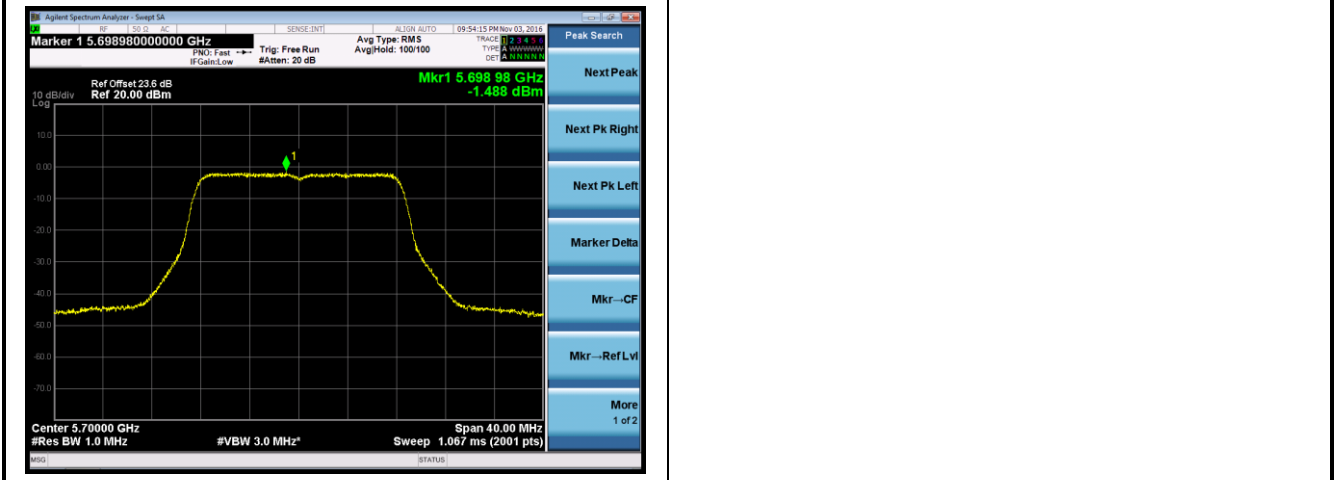 Agilent Spectrum Analyzer - Swept SA
RF 50 Ω AC SENSE:INT ALIGN AUTO 09:54:15 PM Nov 03, 2016
Marker 1 5.698980000000 GHz
PNO: Fast
IFGain:Low
Trig: Free Run
#Atten: 20 dB
Avg Type: RMS
Avg|Hold: 100/100
TRACE 1 2 3 4 5 6
TYPE A WWWWW
DET A N N N N N
Peak Search
Mkr1 5.698 98 GHz
-1.488 dBm
Ref Offset 23.6 dB
10 dB/div Ref 20.00 dBm
Log
10.0
0.00
-10.0
-20.0
-30.0
-40.0
-50.0
-60.0
-70.0
1
Center 5.70000 GHz Span 40.00 MHz
#Res BW 1.0 MHz #VBW 3.0 MHz* Sweep 1.067 ms (2001 pts)
MSG STATUS
Next Peak
Next Pk Right
Next Pk Left
Marker Delta
Mkr→CF
Mkr→Ref Lvl
More
1 of 2